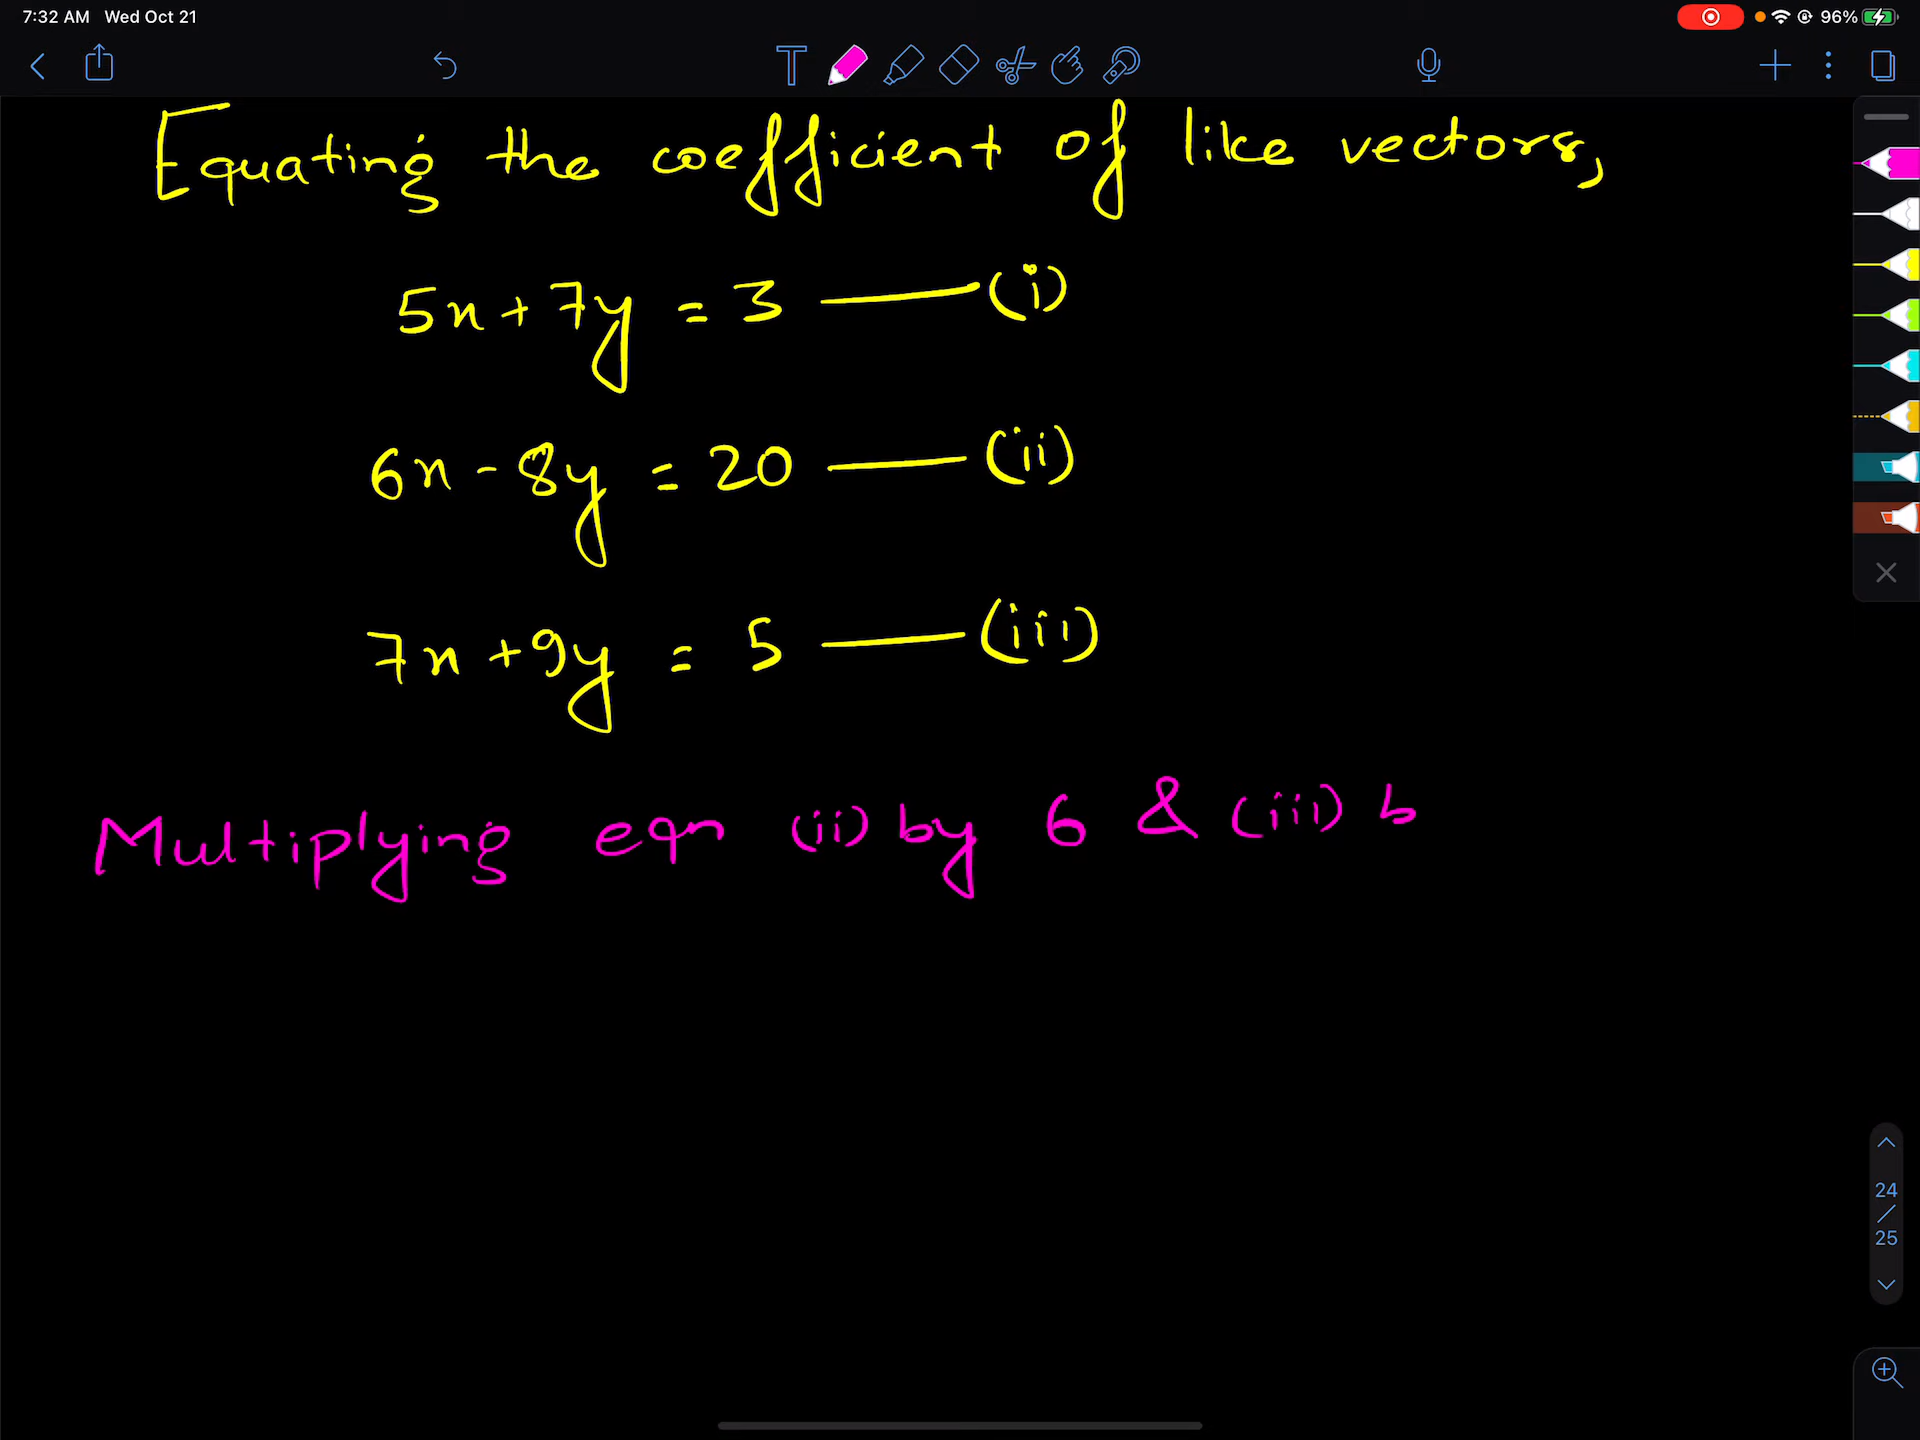 7:32 AM Wed Oct 21
96%
T
Equating the coefficient of like vectors,
5x + 7y = 3 —— (i)
6x - 8y = 20 —— (ii)
7x + 9y = 5 —— (iii)
Multiplying eqn (ii) by 6 & (iii) b
24
/
25